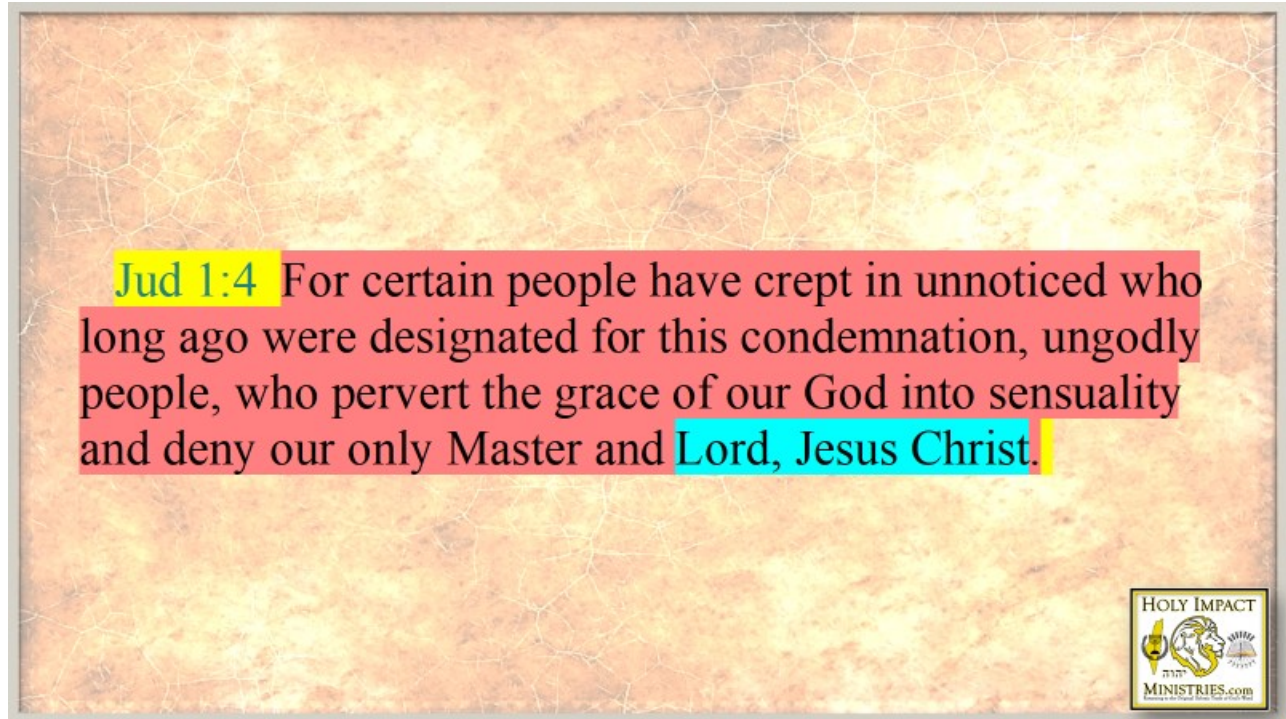 Jud 1:4 For certain people have crept in unnoticed who
long ago were designated for this condemnation, ungodly
people, who pervert the grace of our God into sensuality
and deny our only Master and Lord, Jesus Christ.
HOLY IMPACT
יהוה
MINISTRIES.com